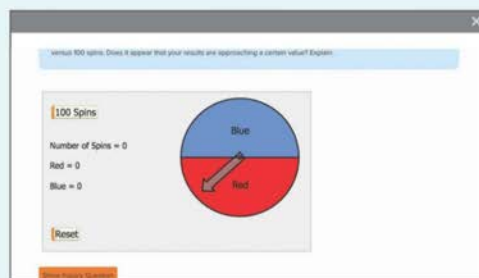 versus 100 spins. Does it appear that your results are approaching a certain value? Explain.
100 Spins
Number of Spins = 0
Red = 0
Blue = 0
Reset
Blue
Red